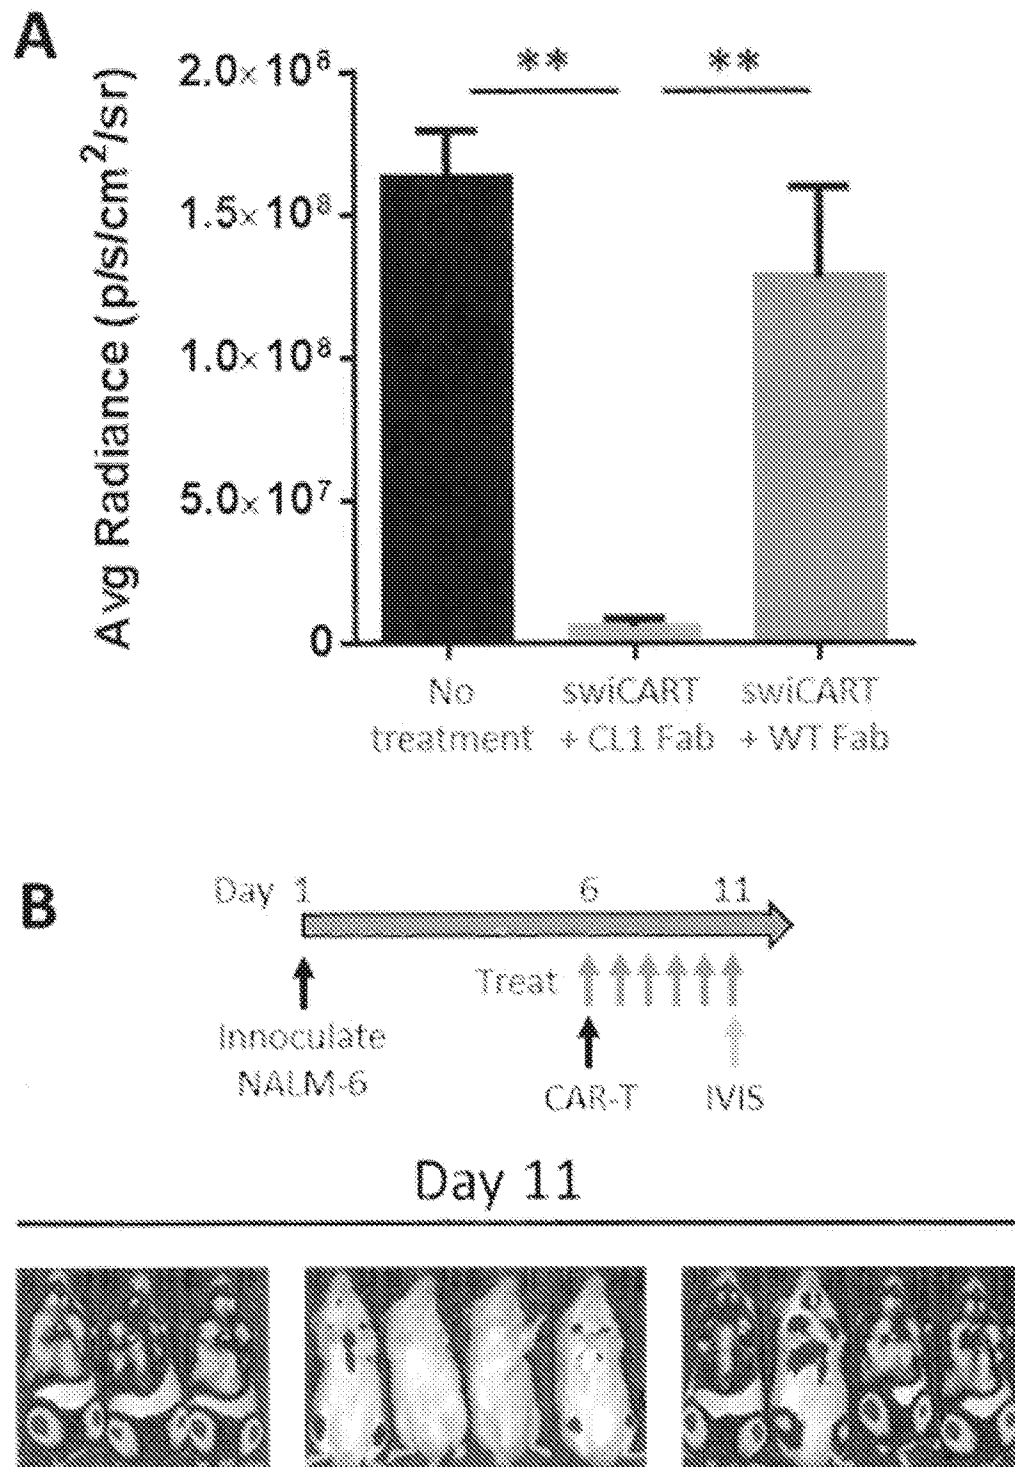 A
Avg Radiance (p/s/cm²/sr)
** **
2.0×10⁸
1.5×10⁸
1.0×10⁸
5.0×10⁷
0
No treatment
swiCART + CL1 Fab
swiCART + WT Fab
B
Day 1 6 11
Treat
Innoculate
NALM-6
CAR-T
IVIS
Day 11